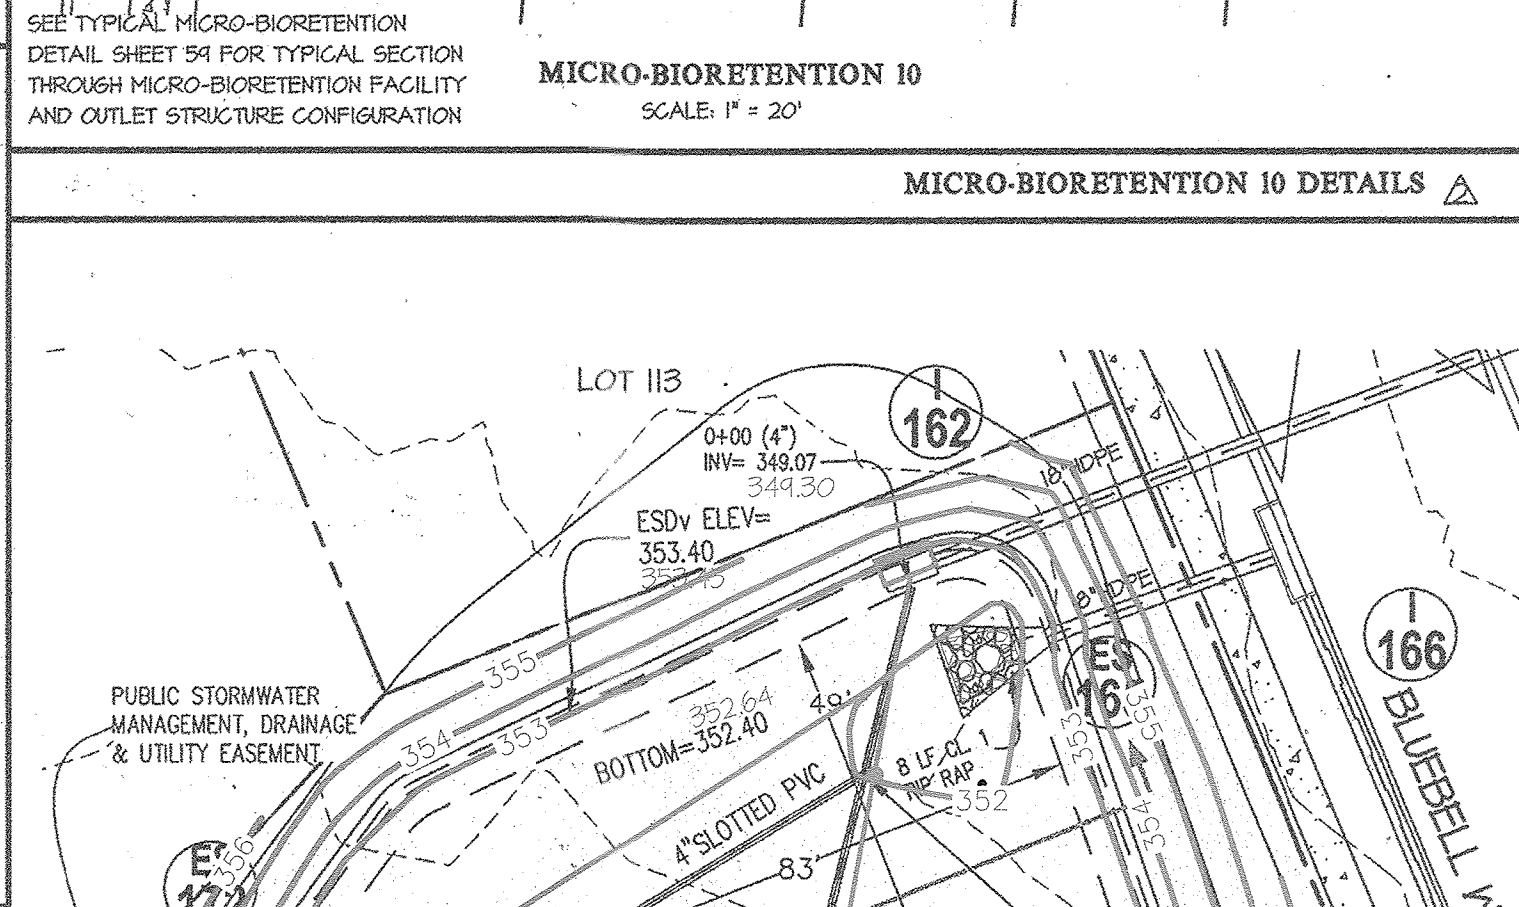 SEE TYPICAL MICRO-BIORETENTION
DETAIL SHEET 59 FOR TYPICAL SECTION
THROUGH MICRO-BIORETENTION FACILITY
AND OUTLET STRUCTURE CONFIGURATION
MICRO-BIORETENTION 10
SCALE: 1" = 20'
MICRO-BIORETENTION 10 DETAILS 2
LOT 113
I
162
0+00 (4")
INV= 349.07
349.30
18" HDPE
ESDv ELEV=
353.40
18" HDPE
I
166
ES
16
355
PUBLIC STORMWATER
MANAGEMENT, DRAINAGE
& UTILITY EASEMENT
354
353
352.64
BOTTOM=352.40
49'
8 LF CL. 1
RIP RAP
352
353
355
354
4" SLOTTED PVC
83'
356
BLUEBELL